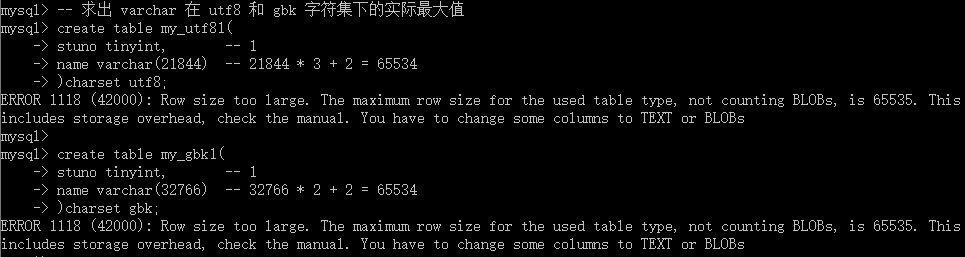 mysql> -- 求出 varchar 在 utf8 和 gbk 字符集下的实际最大值
mysql> create table my_utf81(
    -> stuno tinyint,      -- 1
    -> name varchar(21844)  -- 21844 * 3 + 2 = 65534
    -> )charset utf8;
ERROR 1118 (42000): Row size too large. The maximum row size for the used table type, not counting BLOBs, is 65535. This
includes storage overhead, check the manual. You have to change some columns to TEXT or BLOBs
mysql>
mysql> create table my_gbk1(
    -> stuno tinyint,      -- 1
    -> name varchar(32766)  -- 32766 * 2 + 2 = 65534
    -> )charset gbk;
ERROR 1118 (42000): Row size too large. The maximum row size for the used table type, not counting BLOBs, is 65535. This
includes storage overhead, check the manual. You have to change some columns to TEXT or BLOBs